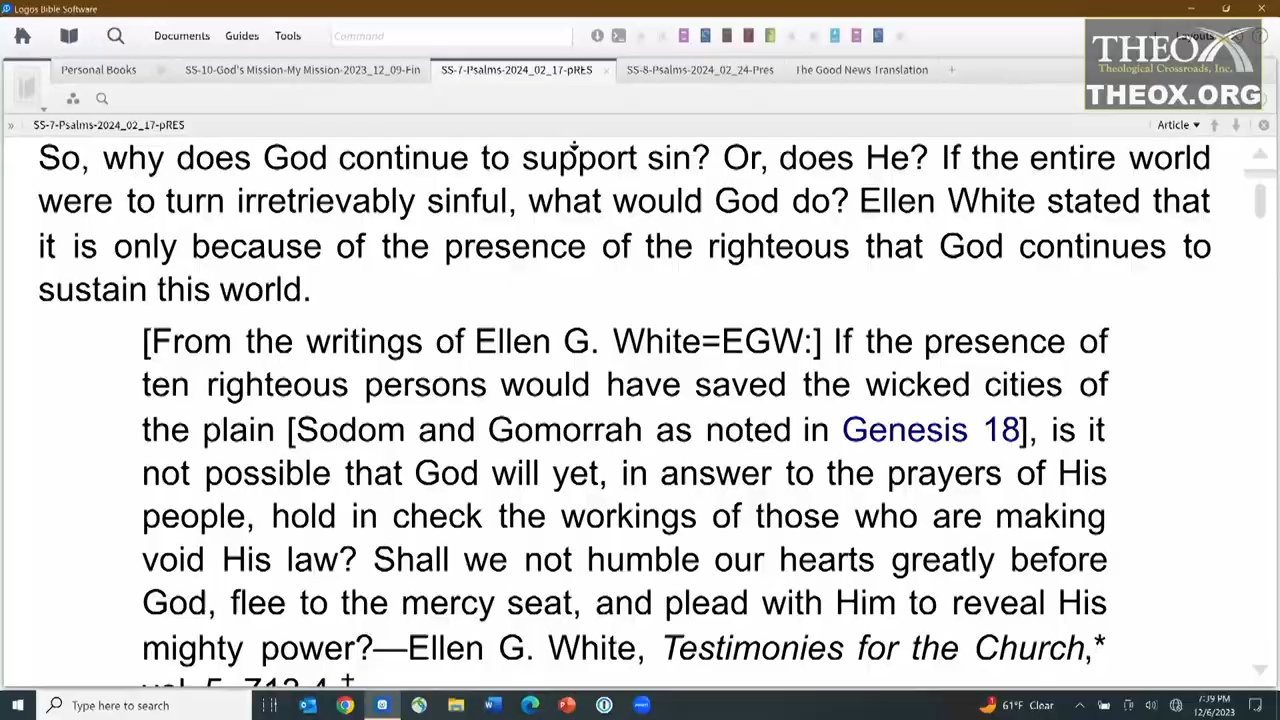 Logos Bible Software
Documents Guides Tools Command
THEOX
Theological Crossroads, Inc.
THEOX.ORG
Personal Books SS-10-God's Mission-My Mission-2023_12_09-Fin SS-7-Psalms-2024_02_17-pRES SS-8-Psalms-2024_02_24-Pres The Good News Translation
SS-7-Psalms-2024_02_17-pRES Article
So, why does God continue to support sin? Or, does He? If the entire world
were to turn irretrievably sinful, what would God do? Ellen White stated that
it is only because of the presence of the righteous that God continues to
sustain this world.
[From the writings of Ellen G. White=EGW:] If the presence of
ten righteous persons would have saved the wicked cities of
the plain [Sodom and Gomorrah as noted in Genesis 18], is it
not possible that God will yet, in answer to the prayers of His
people, hold in check the workings of those who are making
void His law? Shall we not humble our hearts greatly before
God, flee to the mercy seat, and plead with Him to reveal His
mighty power?—Ellen G. White, Testimonies for the Church,*
Type here to search
61°F Clear
7:39 PM
12/6/2023